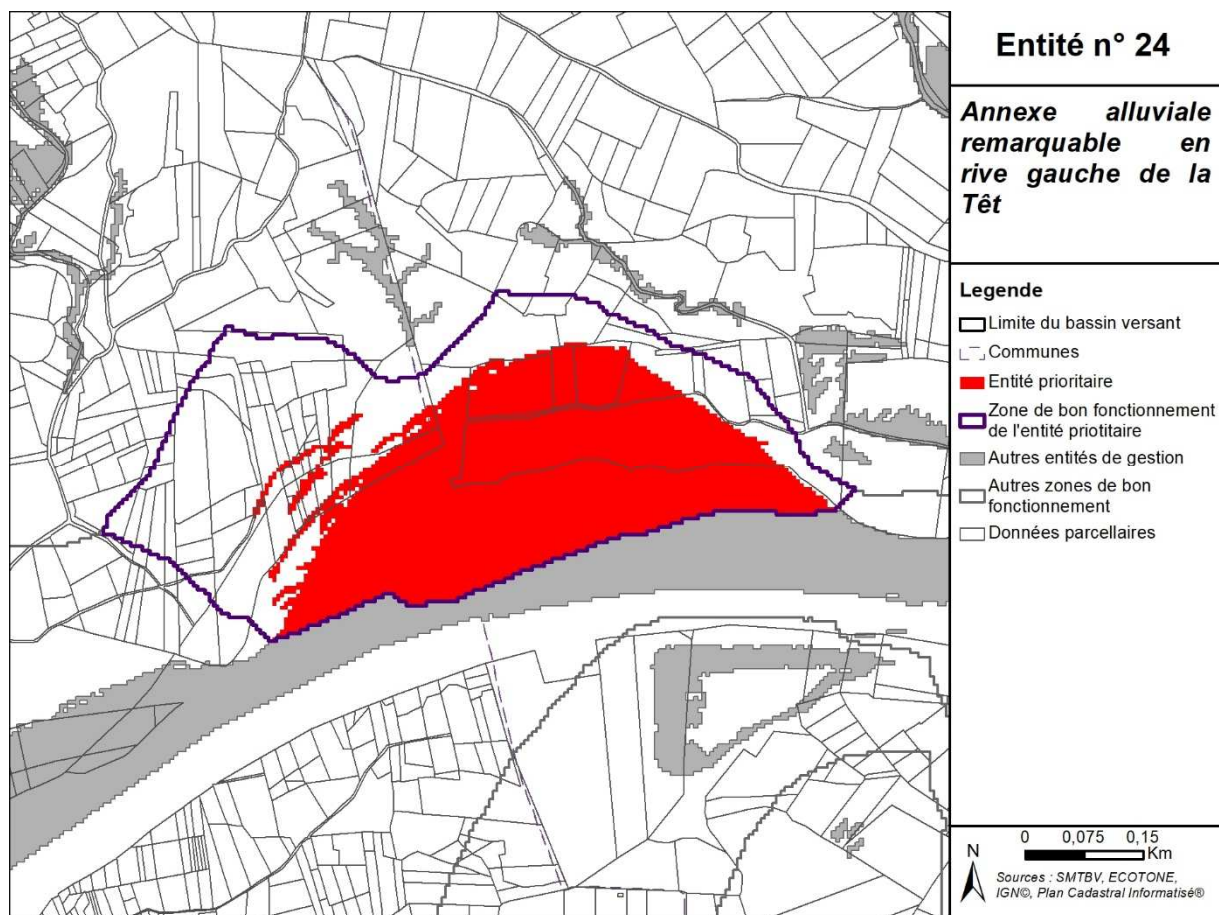 Entité n° 24
Annexe alluviale
remarquable en
rive gauche de la
Têt
Legende
Limite du bassin versant
Communes
Entité prioritaire
Zone de bon fonctionnement
de l'entité priotitaire
Autres entités de gestion
Autres zones de bon
fonctionnement
Données parcellaires
N
0 0,075 0,15
Km
Sources : SMTBV, ECOTONE,
IGN©, Plan Cadastral Informatisé®